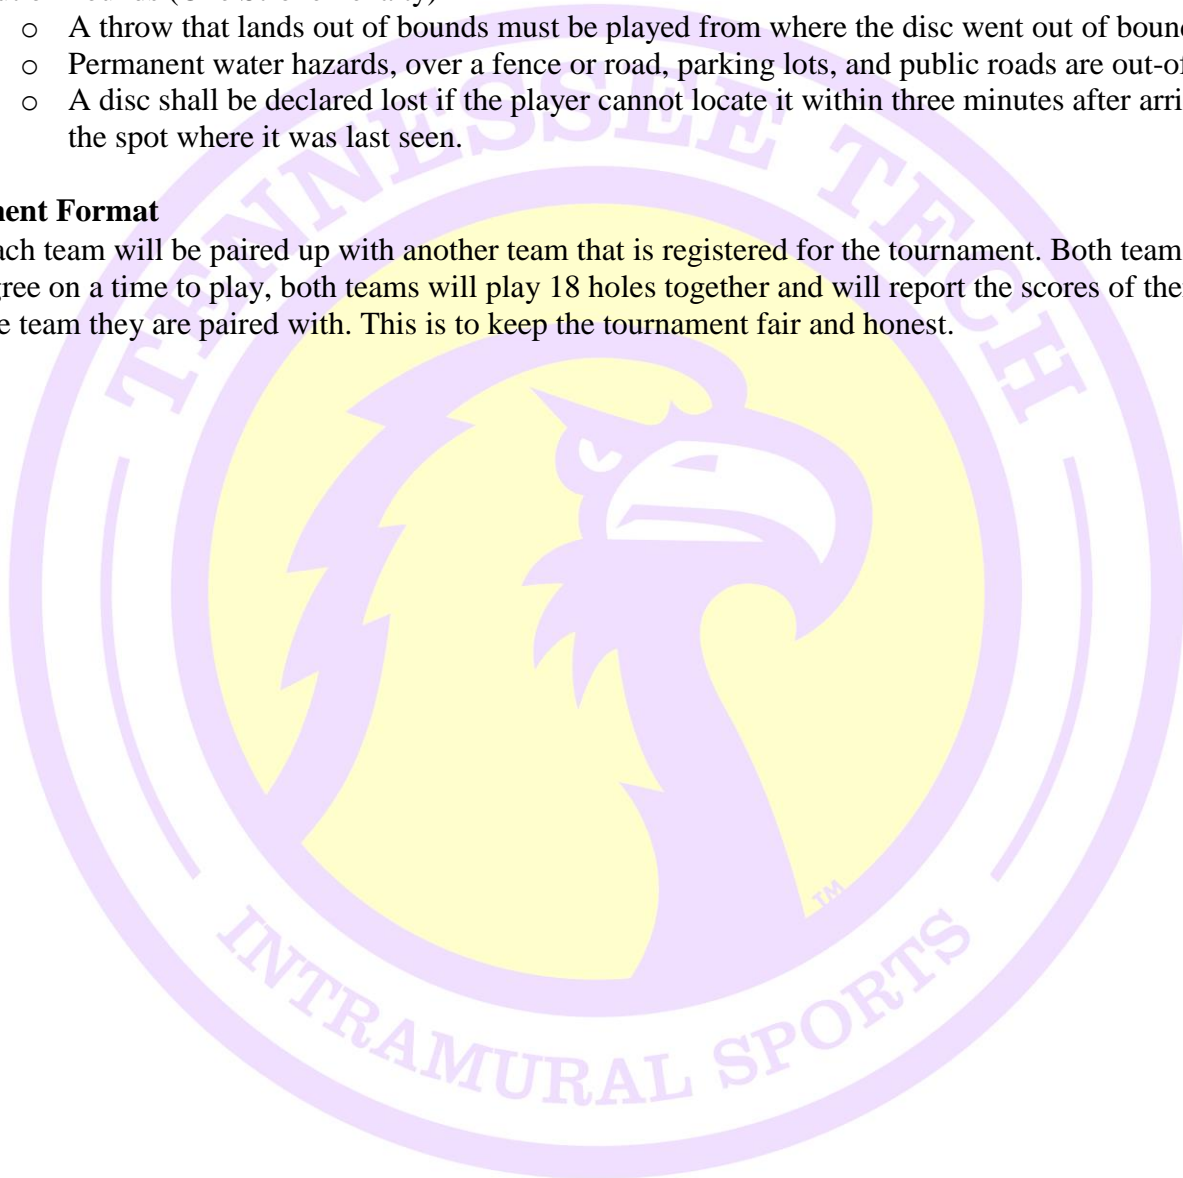 o A throw that lands out of bounds must be played from where the disc went out of boun
o Permanent water hazards, over a fence or road, parking lots, and public roads are out-of
o A disc shall be declared lost if the player cannot locate it within three minutes after arri
the spot where it was last seen.
ent Format
ach team will be paired up with another team that is registered for the tournament. Both team
ree on a time to play, both teams will play 18 holes together and will report the scores of the
e team they are paired with. This is to keep the tournament fair and honest.
TENNESSEE TECH
TM
INTRAMURAL SPORTS